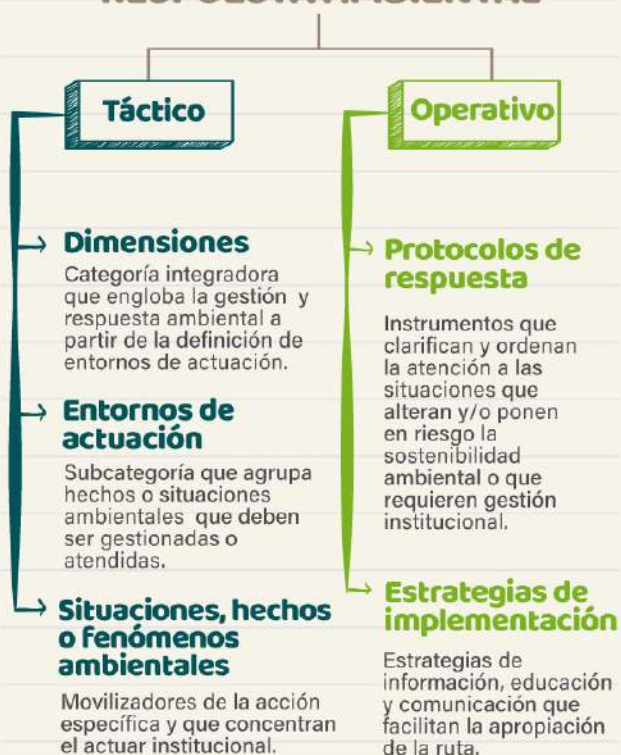 RESPUESTA AMBIENTAL
Táctico
Dimensiones
Categoría integradora
que engloba la gestión y
respuesta ambiental a
partir de la definición de
entornos de actuación.
Entornos de
actuación
Subcategoría que agrupa
hechos o situaciones
ambientales que deben
ser gestionadas o
atendidas.
Situaciones, hechos
o fenómenos
ambientales
Movilizadores de la acción
específica y que concentran
el actuar institucional.
Operativo
Protocolos de
respuesta
Instrumentos que
clarifican y ordenan
la atención a las
situaciones que
alteran y/o ponen
en riesgo la
sostenibilidad
ambiental o que
requieren gestión
institucional.
Estrategias de
implementación
Estrategias de
información, educación
y comunicación que
facilitan la apropiación
de la ruta.